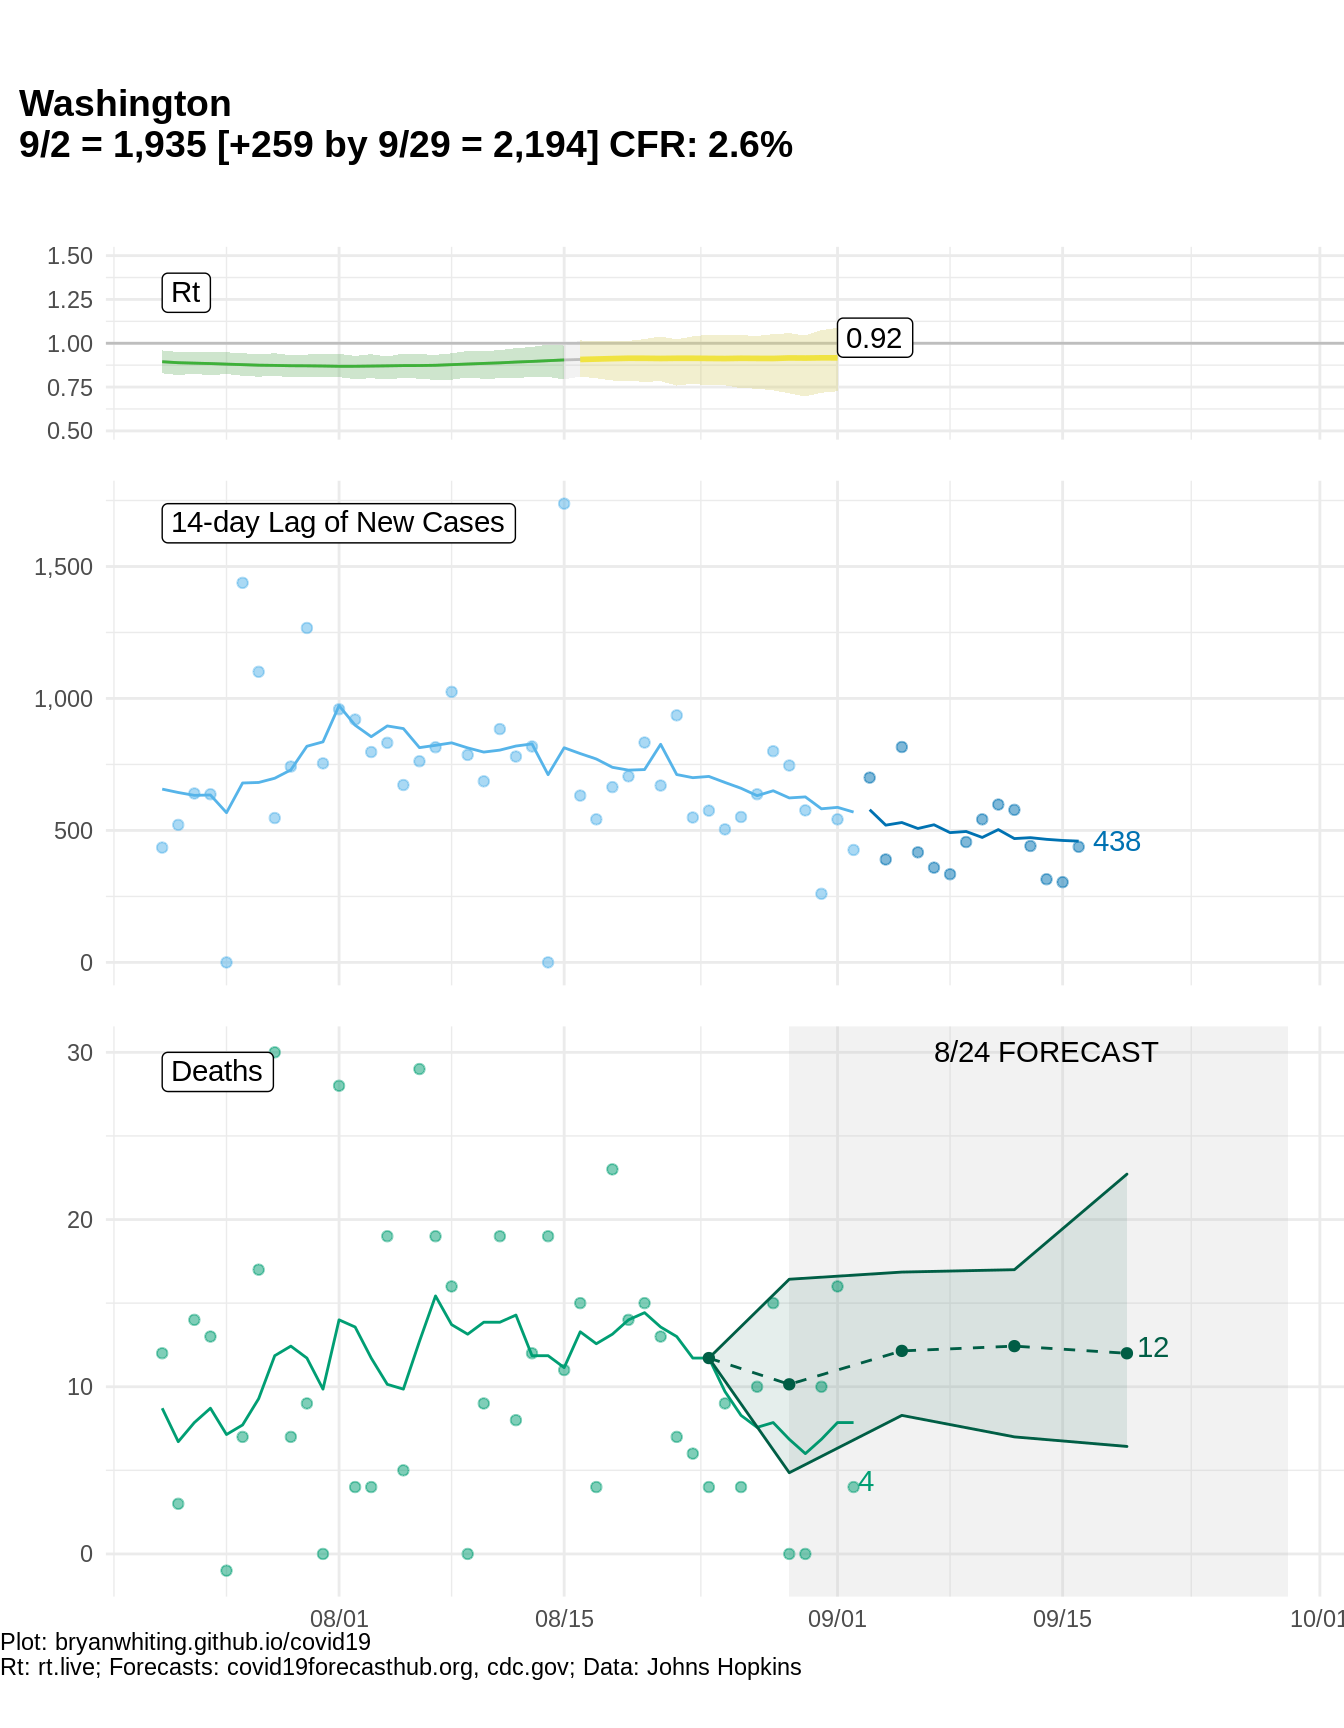 Washington
9/2 = 1,935 [+259 by 9/29 = 2,194] CFR: 2.6%
1.50
1.25
1.00
0.75
0.50
Rt
0.92
14-day Lag of New Cases
1,500
1,000
500
0
438
30
20
10
0
Deaths
8/24 FORECAST
12
4
08/01
08/15
09/01
09/15
10/01
Plot: bryanwhiting.github.io/covid19
Rt: rt.live; Forecasts: covid19forecasthub.org, cdc.gov; Data: Johns Hopkins